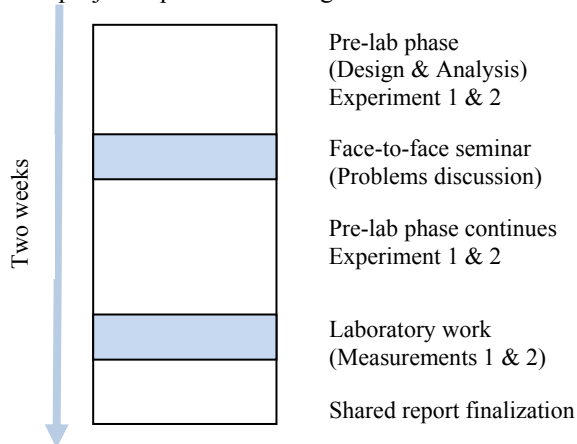 Pre-lab phase
(Design & Analysis)
Experiment 1 & 2
Face-to-face seminar
(Problems discussion)
Two weeks
Pre-lab phase continues
Experiment 1 & 2
Laboratory work
(Measurements 1 & 2)
Shared report finalization